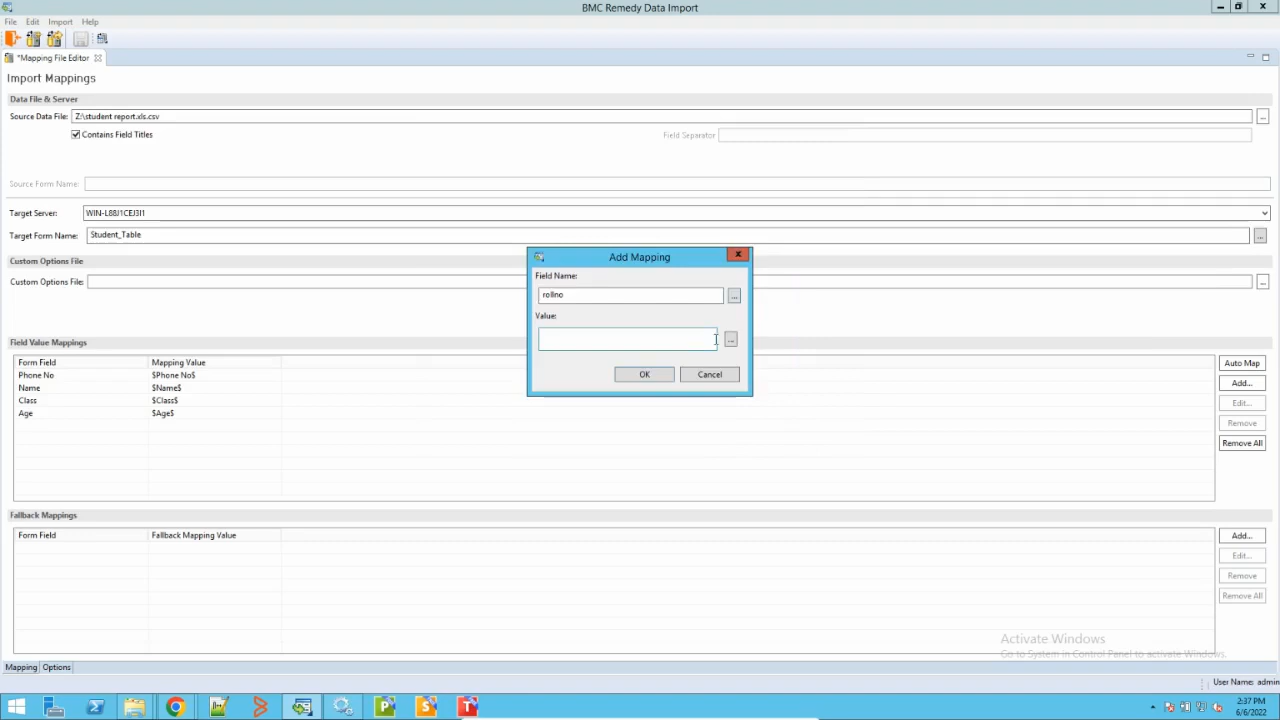 BMC Remedy Data Import
File Edit Import Help
*Mapping File Editor
Import Mappings
Data File & Server
Source Data File: Z:\student report.xls.csv ...
Contains Field Titles Field Separator
Source Form Name:
Target Server: WIN-L88J1CEJ3I1
Target Form Name: Student_Table ...
Custom Options File
Custom Options File: ...
Add Mapping
Field Name:
rollno ...
Value:
...
OK Cancel
Field Value Mappings
Form Field Mapping Value Auto Map
Phone No $Phone No$
Name $Name$ Add...
Class $Class$ Edit...
Age $Age$
Remove
Remove All
Fallback Mappings
Form Field Fallback Mapping Value Add...
Edit...
Remove
Remove All
Activate Windows
Go to System in Control Panel to activate Windows.
Mapping Options
User Name: admin
2:37 PM
6/6/2022